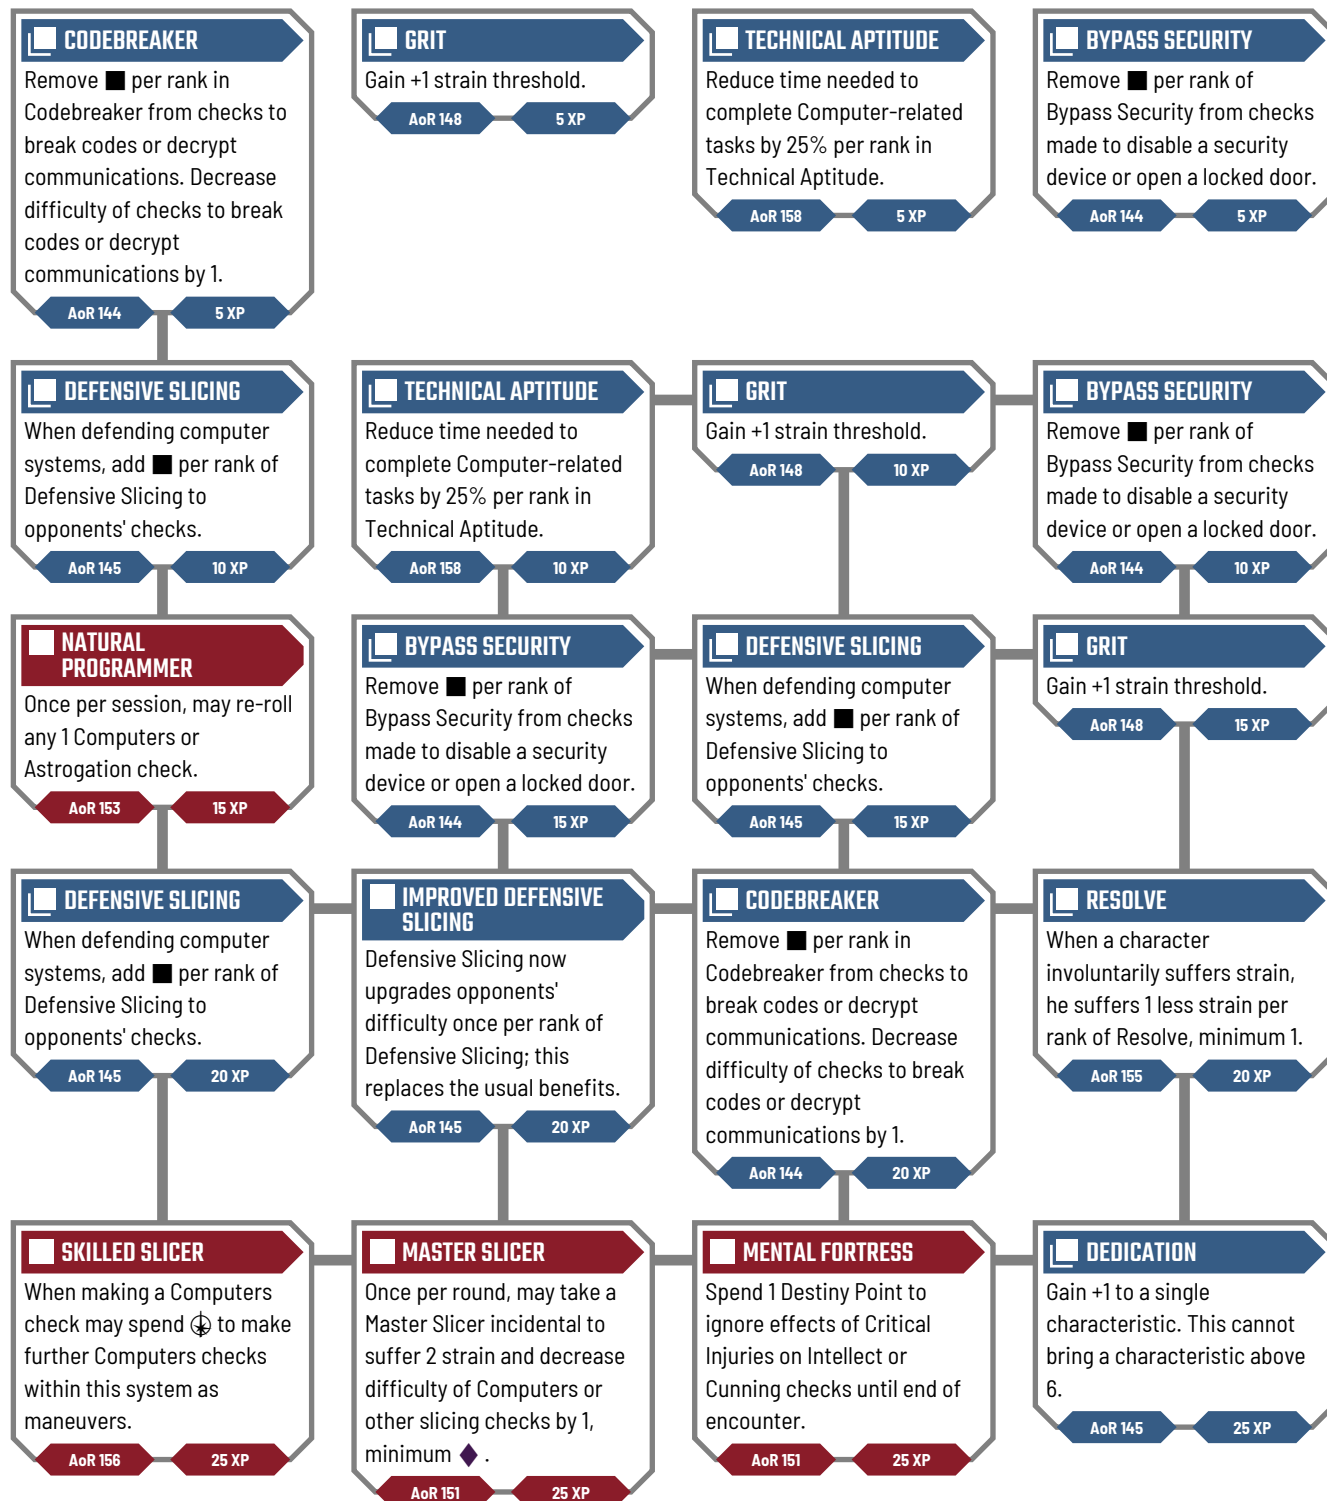 CODEBREAKER
Remove ■ per rank in
Codebreaker from checks to
break codes or decrypt
communications. Decrease
difficulty of checks to break
codes or decrypt
communications by 1.
AoR 144
5 XP
GRIT
Gain +1 strain threshold.
AoR 148
5 XP
TECHNICAL APTITUDE
Reduce time needed to
complete Computer-related
tasks by 25% per rank in
Technical Aptitude.
AoR 158
5 XP
BYPASS SECURITY
Remove ■ per rank of
Bypass Security from checks
made to disable a security
device or open a locked door.
AoR 144
5 XP
DEFENSIVE SLICING
When defending computer
systems, add ■ per rank of
Defensive Slicing to
opponents' checks.
AoR 145
10 XP
TECHNICAL APTITUDE
Reduce time needed to
complete Computer-related
tasks by 25% per rank in
Technical Aptitude.
AoR 158
10 XP
GRIT
Gain +1 strain threshold.
AoR 148
10 XP
BYPASS SECURITY
Remove ■ per rank of
Bypass Security from checks
made to disable a security
device or open a locked door.
AoR 144
10 XP
NATURAL
PROGRAMMER
Once per session, may re-roll
any 1 Computers or
Astrogation check.
AoR 153
15 XP
BYPASS SECURITY
Remove ■ per rank of
Bypass Security from checks
made to disable a security
device or open a locked door.
AoR 144
15 XP
DEFENSIVE SLICING
When defending computer
systems, add ■ per rank of
Defensive Slicing to
opponents' checks.
AoR 145
15 XP
GRIT
Gain +1 strain threshold.
AoR 148
15 XP
DEFENSIVE SLICING
When defending computer
systems, add ■ per rank of
Defensive Slicing to
opponents' checks.
AoR 145
20 XP
IMPROVED DEFENSIVE
SLICING
Defensive Slicing now
upgrades opponents'
difficulty once per rank of
Defensive Slicing; this
replaces the usual benefits.
AoR 145
20 XP
CODEBREAKER
Remove ■ per rank in
Codebreaker from checks to
break codes or decrypt
communications. Decrease
difficulty of checks to break
codes or decrypt
communications by 1.
AoR 144
20 XP
RESOLVE
When a character
involuntarily suffers strain,
he suffers 1 less strain per
rank of Resolve, minimum 1.
AoR 155
20 XP
SKILLED SLICER
When making a Computers
check may spend to make
further Computers checks
within this system as
maneuvers.
AoR 156
25 XP
MASTER SLICER
Once per round, may take a
Master Slicer incidental to
suffer 2 strain and decrease
difficulty of Computers or
other slicing checks by 1,
minimum ♦ .
AoR 151
25 XP
MENTAL FORTRESS
Spend 1 Destiny Point to
ignore effects of Critical
Injuries on Intellect or
Cunning checks until end of
encounter.
AoR 151
25 XP
DEDICATION
Gain +1 to a single
characteristic. This cannot
bring a characteristic above
6.
AoR 145
25 XP